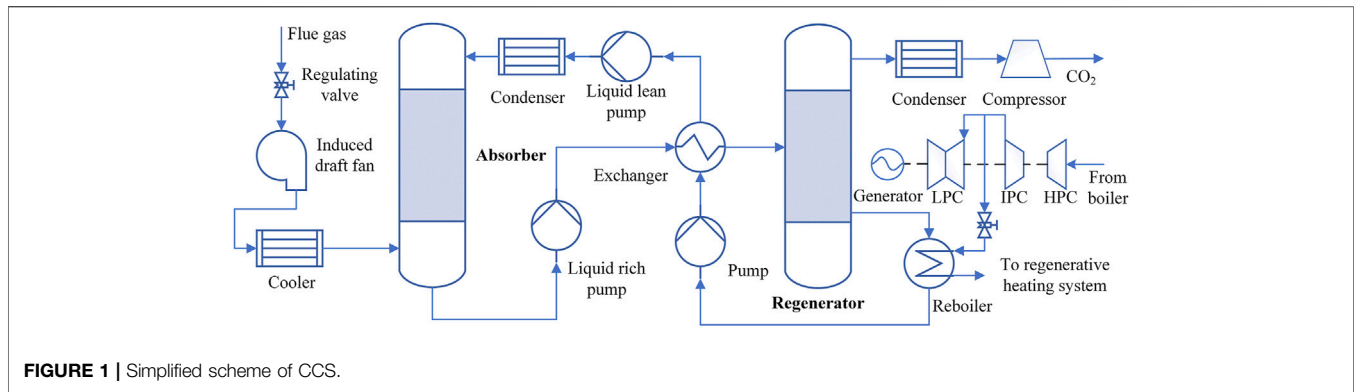 Flue gas
Regulating
valve
Induced
draft fan
Cooler
Absorber
Condenser
Liquid lean
pump
Exchanger
Liquid rich
pump
Pump
Regenerator
Condenser
Compressor
CO₂
Generator
LPC
IPC
HPC
From
boiler
To regenerative
heating system
Reboiler
FIGURE 1 | Simplified scheme of CCS.